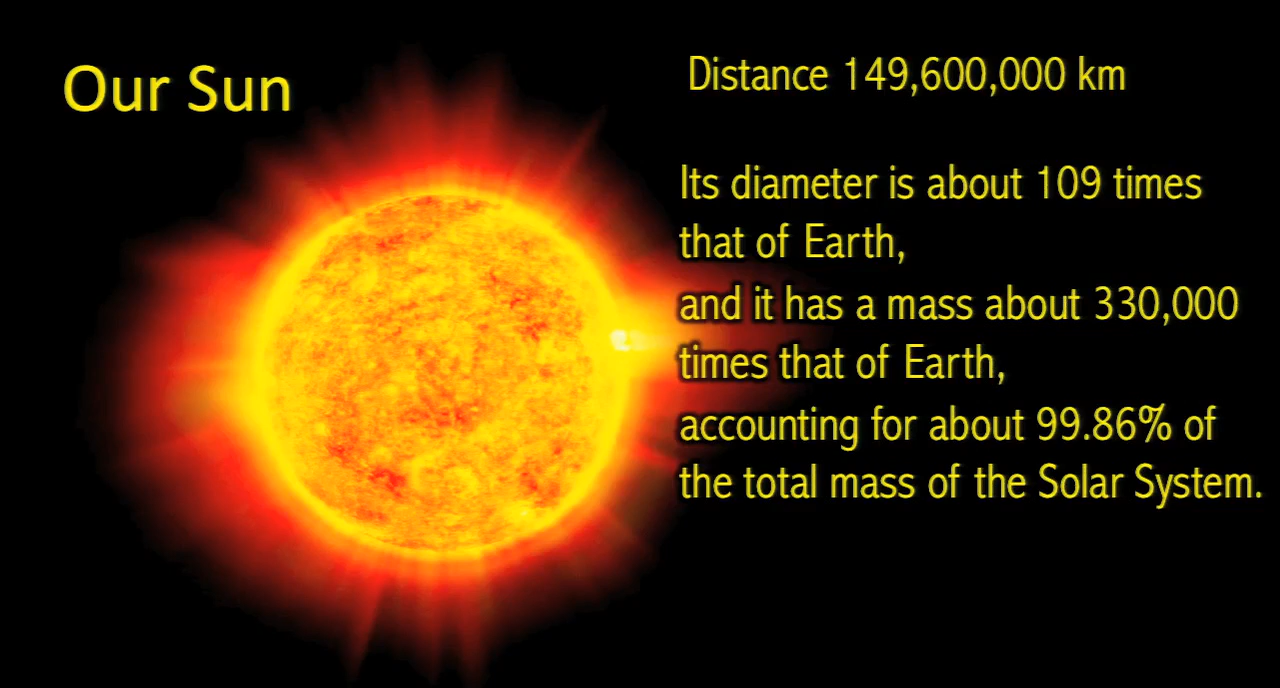 Our Sun
Distance 149,600,000 km
Its diameter is about 109 times
that of Earth,
and it has a mass about 330,000
times that of Earth,
accounting for about 99.86% of
the total mass of the Solar System.